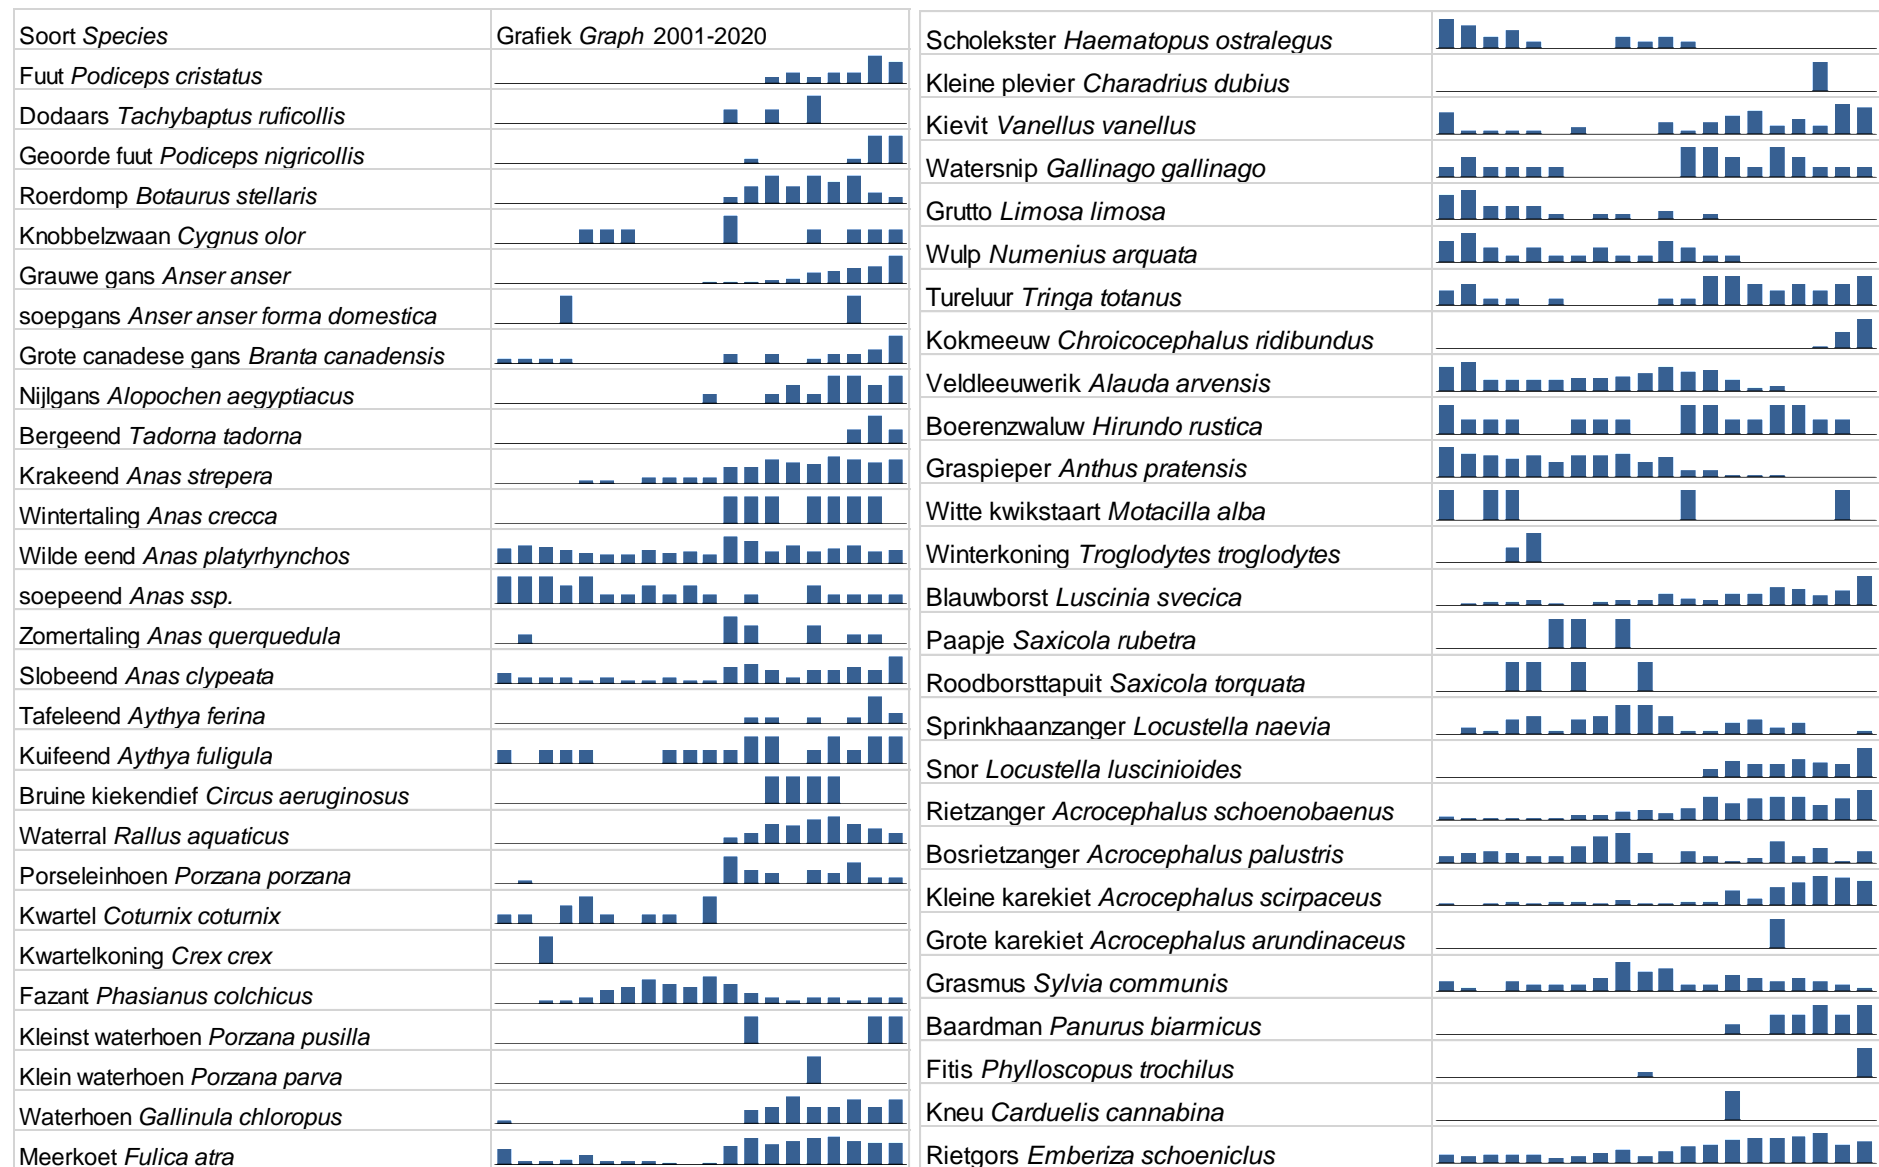 Soort Species
Grafiek Graph 2001-2020
Fuut Podiceps cristatus
Dodaars Tachybaptus ruficollis
Geoorde fuut Podiceps nigricollis
Roerdomp Botaurus stellaris
Knobbelzwaan Cygnus olor
Grauwe gans Anser anser
soepgans Anser anser forma domestica
Grote canadese gans Branta canadensis
Nijlgans Alopochen aegyptiacus
Bergeend Tadorna tadorna
Krakeend Anas strepera
Wintertaling Anas crecca
Wilde eend Anas platyrhynchos
soepeend Anas ssp.
Zomertaling Anas querquedula
Slobeend Anas clypeata
Tafeleend Aythya ferina
Kuifeend Aythya fuligula
Bruine kiekendief Circus aeruginosus
Waterral Rallus aquaticus
Porseleinhoen Porzana porzana
Kwartel Coturnix coturnix
Kwartelkoning Crex crex
Fazant Phasianus colchicus
Kleinst waterhoen Porzana pusilla
Klein waterhoen Porzana parva
Waterhoen Gallinula chloropus
Meerkoet Fulica atra
Scholekster Haematopus ostralegus
Kleine plevier Charadrius dubius
Kievit Vanellus vanellus
Watersnip Gallinago gallinago
Grutto Limosa limosa
Wulp Numenius arquata
Tureluur Tringa totanus
Kokmeeuw Chroicocephalus ridibundus
Veldleeuwerik Alauda arvensis
Boerenzwaluw Hirundo rustica
Graspieper Anthus pratensis
Witte kwikstaart Motacilla alba
Winterkoning Troglodytes troglodytes
Blauwborst Luscinia svecica
Paapje Saxicola rubetra
Roodborsttapuit Saxicola torquata
Sprinkhaanzanger Locustella naevia
Snor Locustella luscinioides
Rietzanger Acrocephalus schoenobaenus
Bosrietzanger Acrocephalus palustris
Kleine karekiet Acrocephalus scirpaceus
Grote karekiet Acrocephalus arundinaceus
Grasmus Sylvia communis
Baardman Panurus biarmicus
Fitis Phylloscopus trochilus
Kneu Carduelis cannabina
Rietgors Emberiza schoeniclus